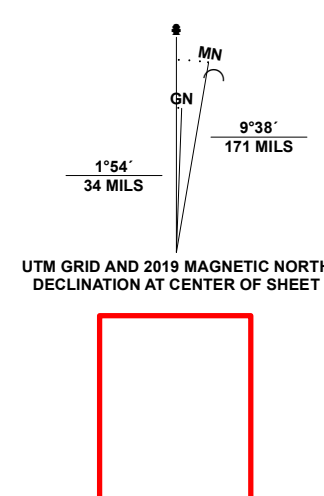 MN
GN
9°38´
171 MILS
1°54´
34 MILS
UTM GRID AND 2019 MAGNETIC NORTH
DECLINATION AT CENTER OF SHEET